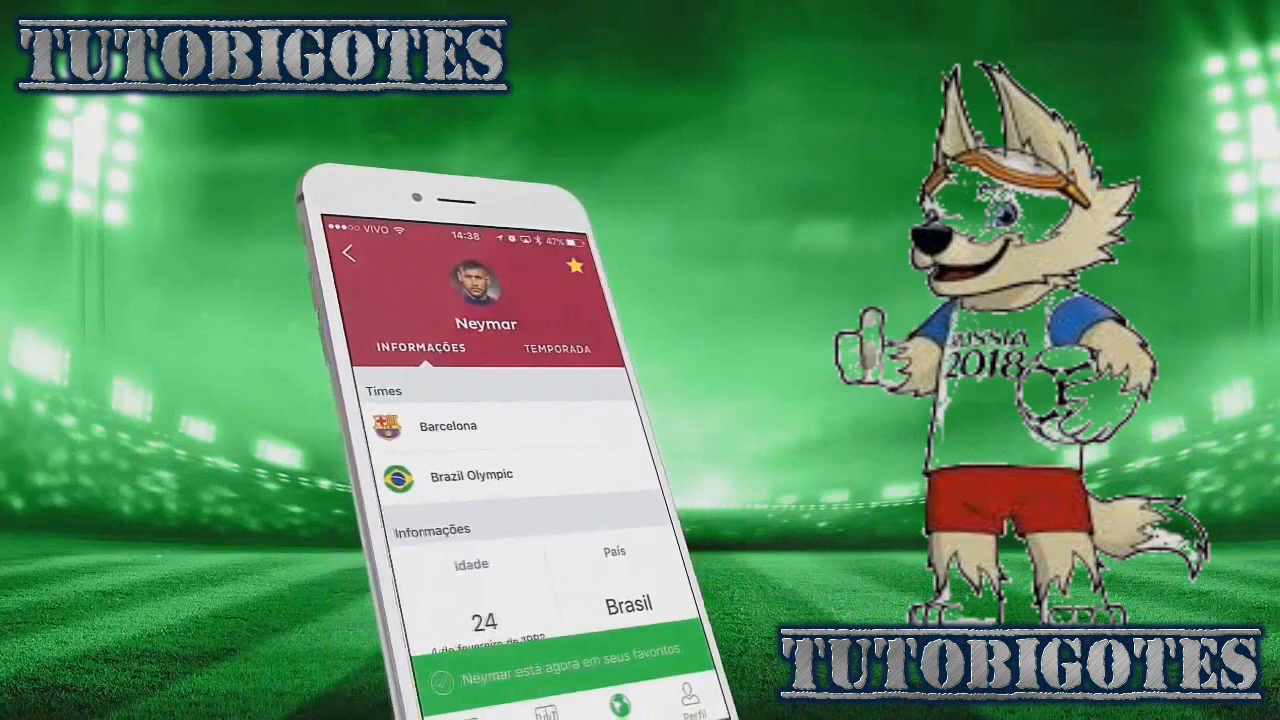 TUTOBIGOTES
VIVO
14:38
47%
Neymar
INFORMAÇÕES
TEMPORADA
Times
Barcelona
Brazil Olympic
Informações
Idade
País
24
Brasil
Neymar está agora em seus favoritos
Perfil
RUSSIA
2018
TUTOBIGOTES